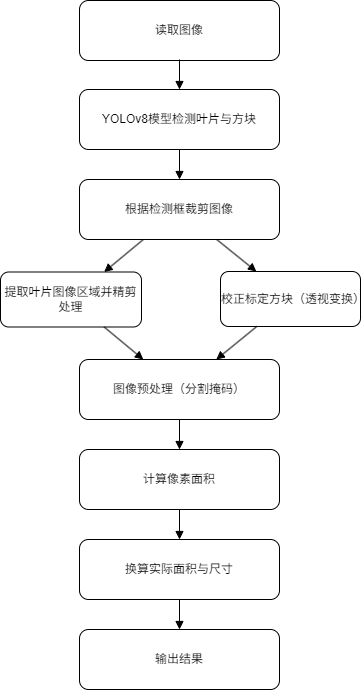 读取图像
YOLOv8模型检测叶片与方块
根据检测框裁剪图像
提取叶片图像区域并精剪
处理
校正标定方块（透视变换）
图像预处理（分割掩码）
计算像素面积
换算实际面积与尺寸
输出结果